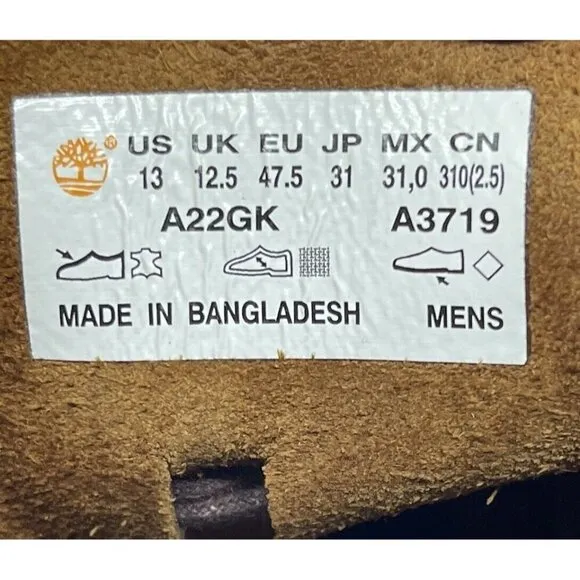 ® US UK EU JP MX CN
13 12.5 47.5 31 31,0 310(2.5)
A22GK A3719
MADE IN BANGLADESH MENS